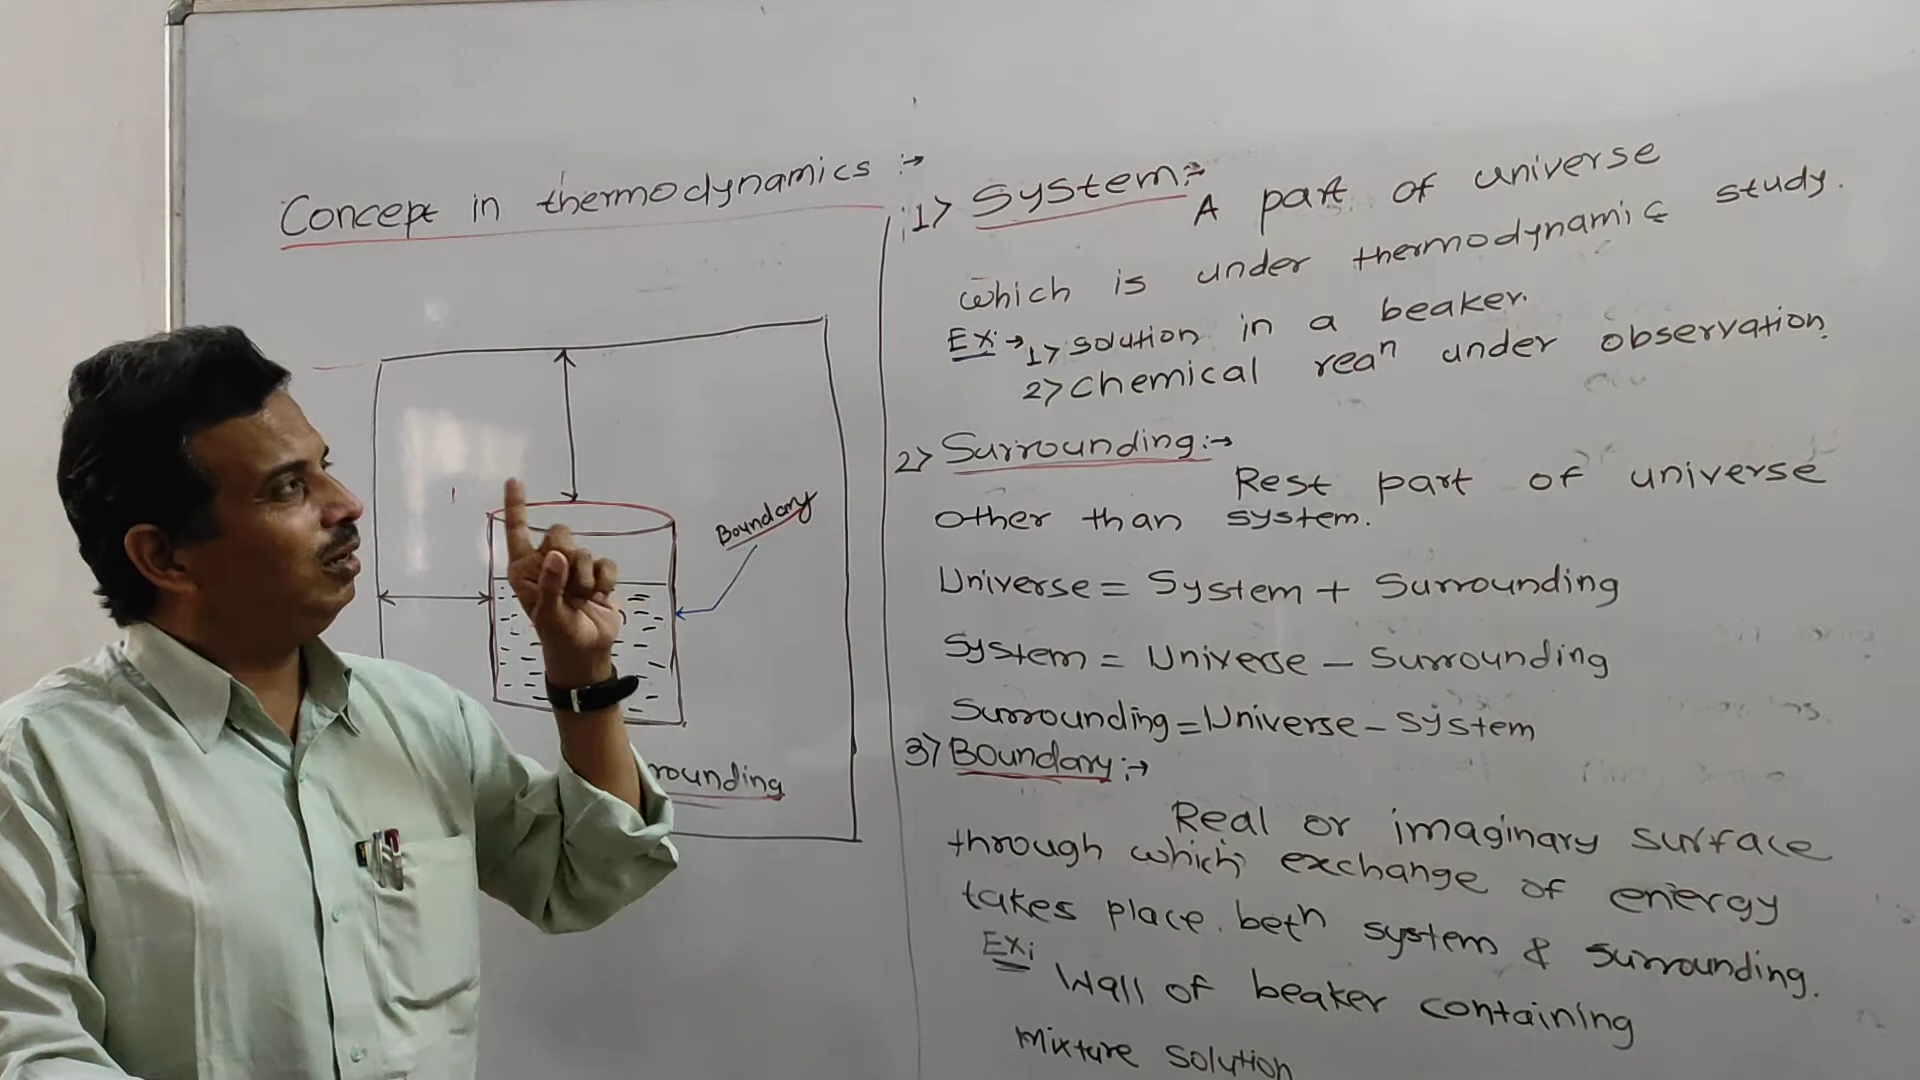 Concept in thermodynamics :→
Boundary
rounding
1> System:→ A part of universe
which is under thermodynamic study.
Ex:→ 1> solution in a beaker.
2> chemical reaⁿ under observation.
2> Surrounding:→
Rest part of universe
other than system.
Universe = System + Surrounding
System = Universe – Surrounding
Surrounding = Universe – System
3> Boundary:→
Real or imaginary surface
through which exchange of energy
takes place betⁿ system & surrounding.
Ex: Wall of beaker containing
mixture solution